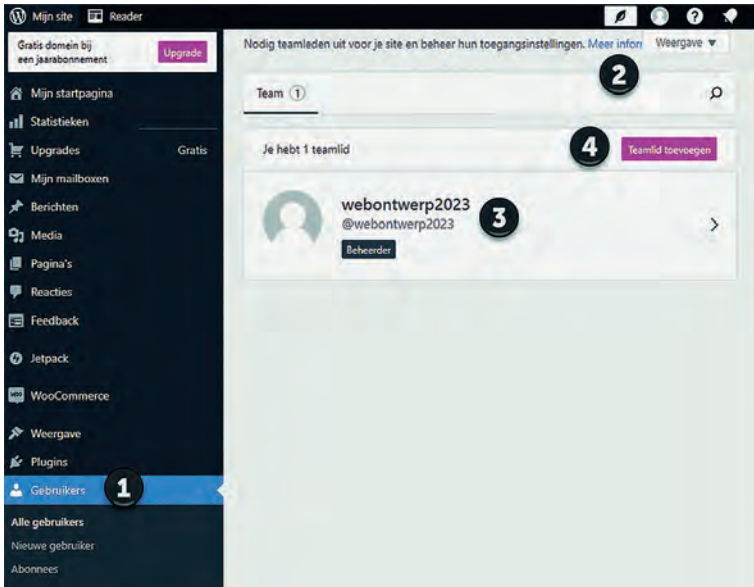 Mijn site Reader
Gratis domein bij
een jaarabonnement
Upgrade
Mijn startpagina
Statistieken
Upgrades Gratis
Mijn mailboxen
Berichten
Media
Pagina's
Reacties
Feedback
Jetpack
WooCommerce
Weergave
Plugins
Gebruikers 1
Alle gebruikers
Nieuwe gebruiker
Abonnees
Nodig teamleden uit voor je site en beheer hun toegangsinstellingen. Meer inform Weergave ▼
2
Team 1
Je hebt 1 teamlid 4 Teamlid toevoegen
webontwerp2023
@webontwerp2023 3
Beheerder